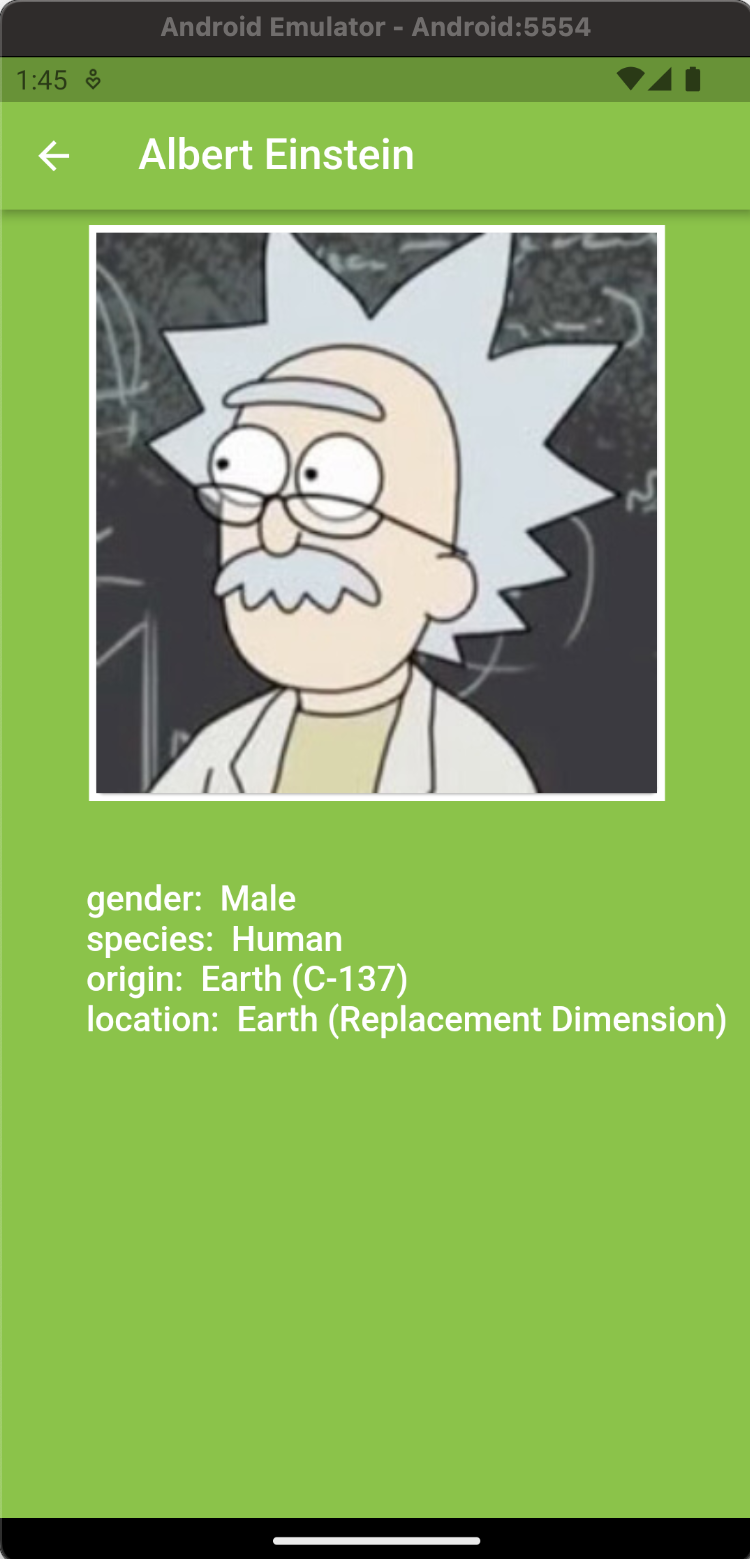 Android Emulator - Android:5554
1:45
Albert Einstein
gender:  Male
species:  Human
origin:  Earth (C-137)
location:  Earth (Replacement Dimension)